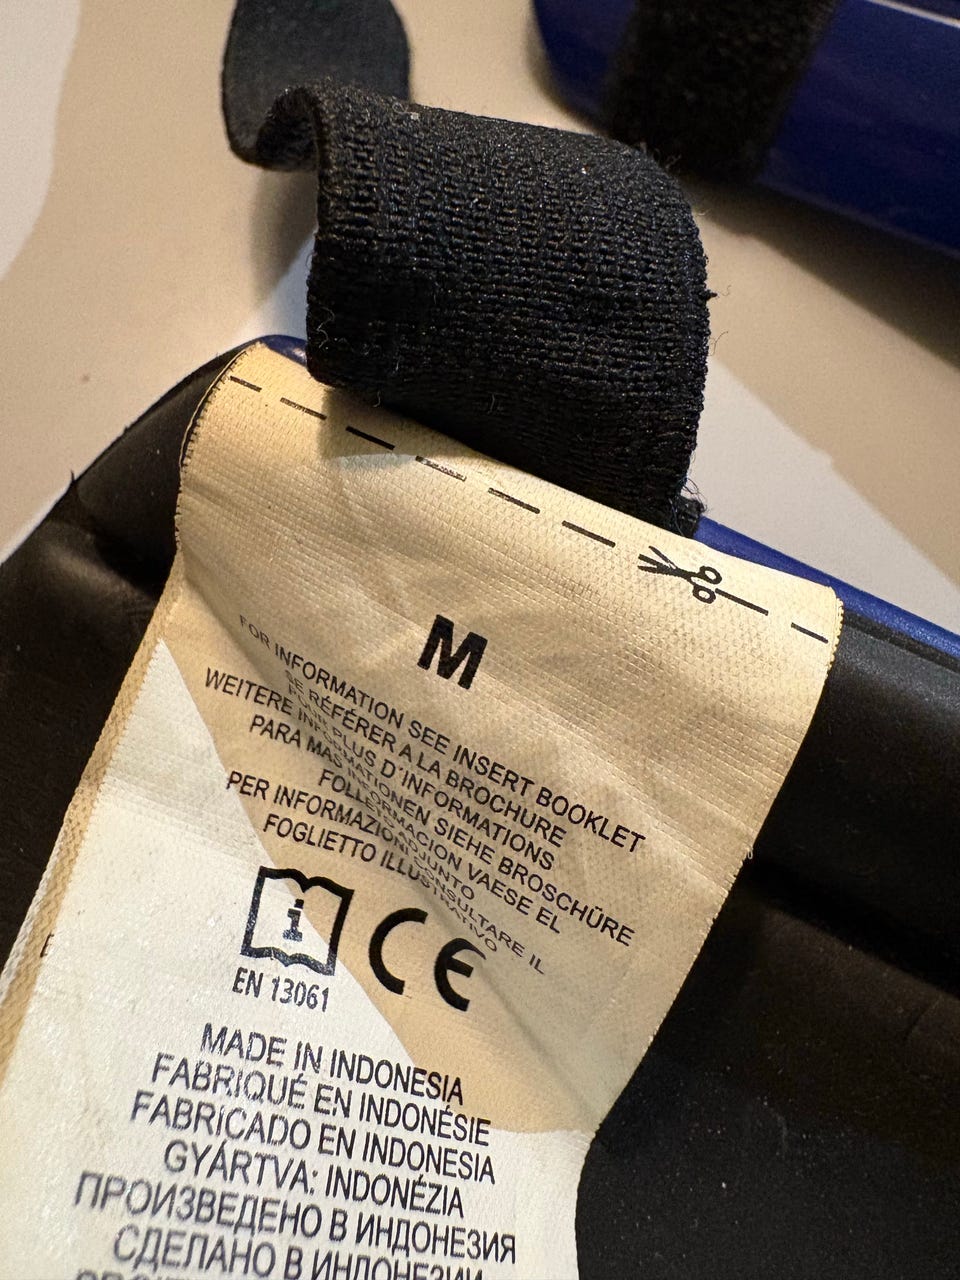 M
FOR INFORMATION SEE INSERT BOOKLET
SE RÉFÉRER A LA BROCHURE
POUR PLUS D'INFORMATIONS
WEITERE INFORMATIONEN SIEHE BROSCHÜRE
PARA MAS INFORMACION VAESE EL
FOLLETO ADJUNTO
PER INFORMAZIONI CONSULTARE IL
FOGLIETTO ILLUSTRATIVO
i
CE
EN 13061
MADE IN INDONESIA
FABRIQUÉ EN INDONÉSIE
FABRICADO EN INDONESIA
GYÁRTVA: INDONÉZIA
ПРОИЗВЕДЕНО В ИНДОНЕЗИЯ
СДЕЛАНО В ИНДОНЕЗИИ